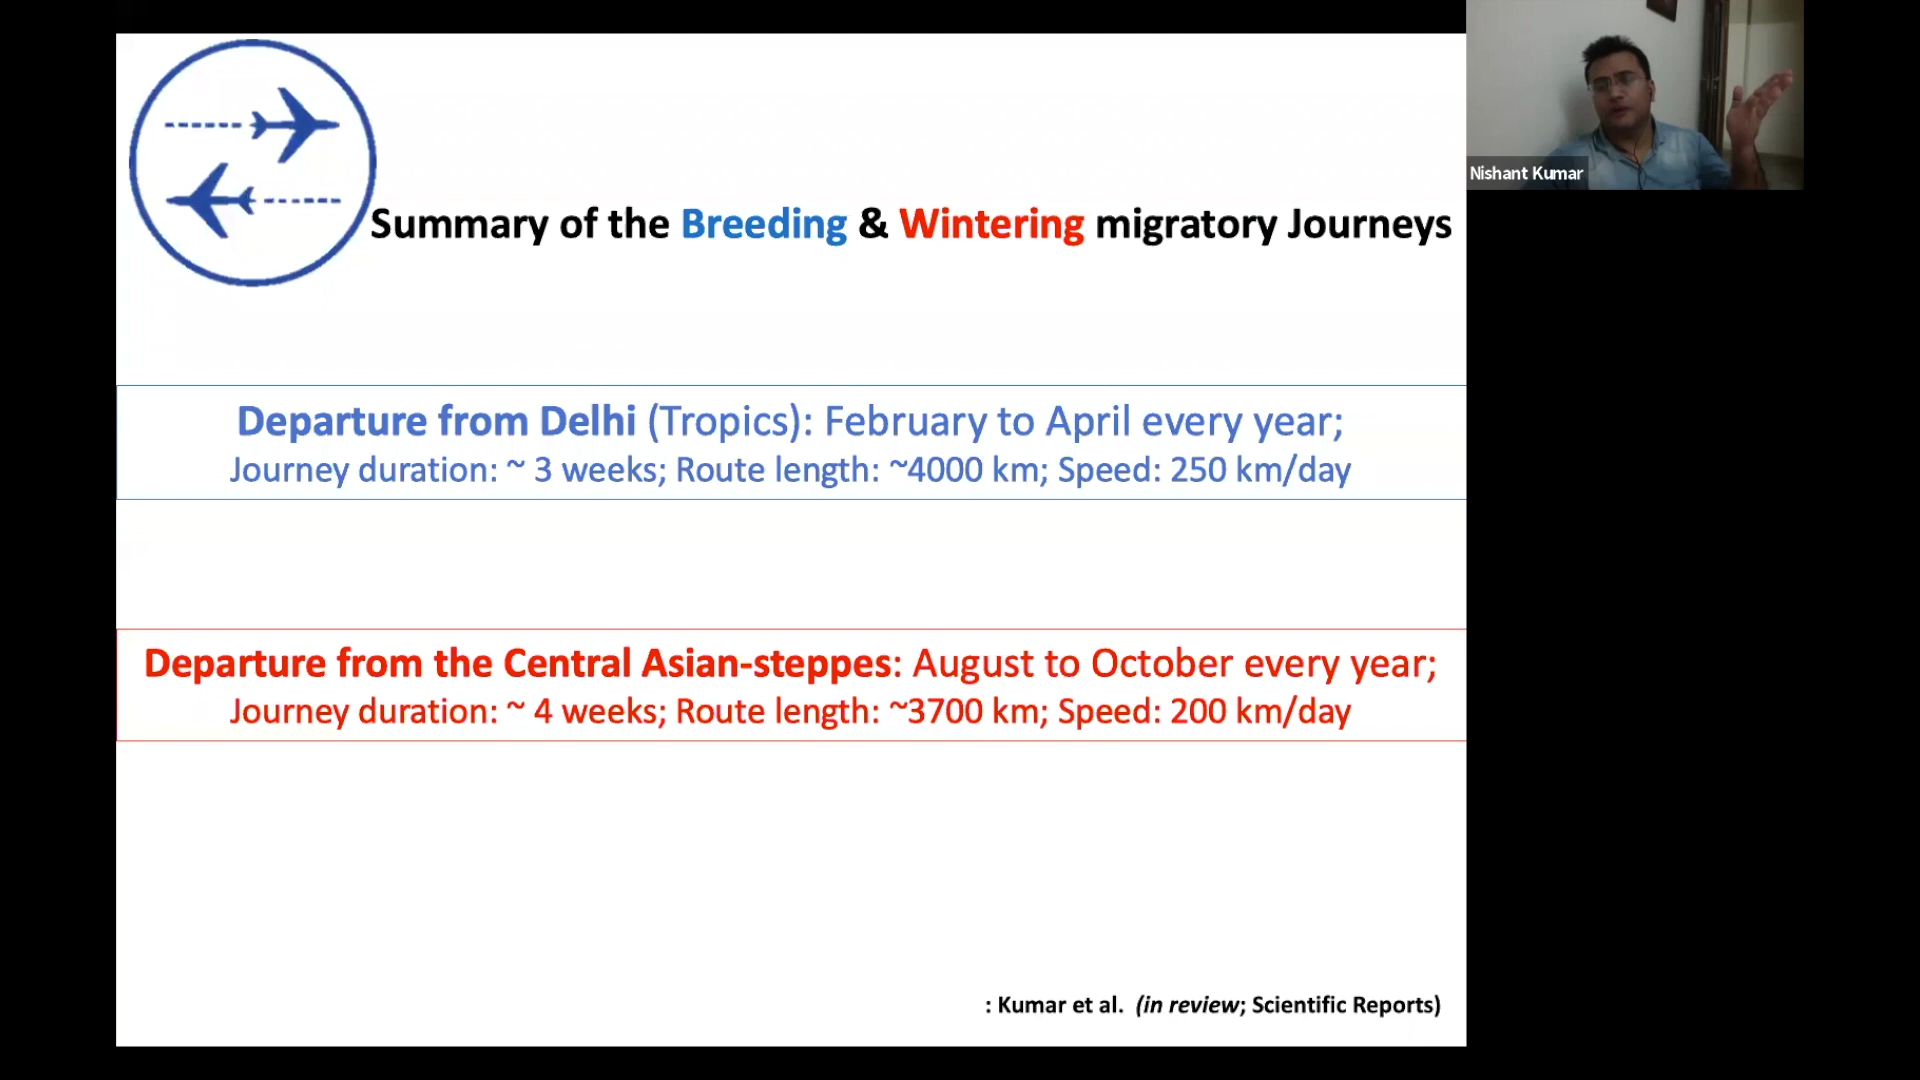 Nishant Kumar
Summary of the Breeding & Wintering migratory Journeys
Departure from Delhi (Tropics): February to April every year;
Journey duration: ~ 3 weeks; Route length: ~4000 km; Speed: 250 km/day
Departure from the Central Asian-steppes: August to October every year;
Journey duration: ~ 4 weeks; Route length: ~3700 km; Speed: 200 km/day
: Kumar et al. (in review; Scientific Reports)